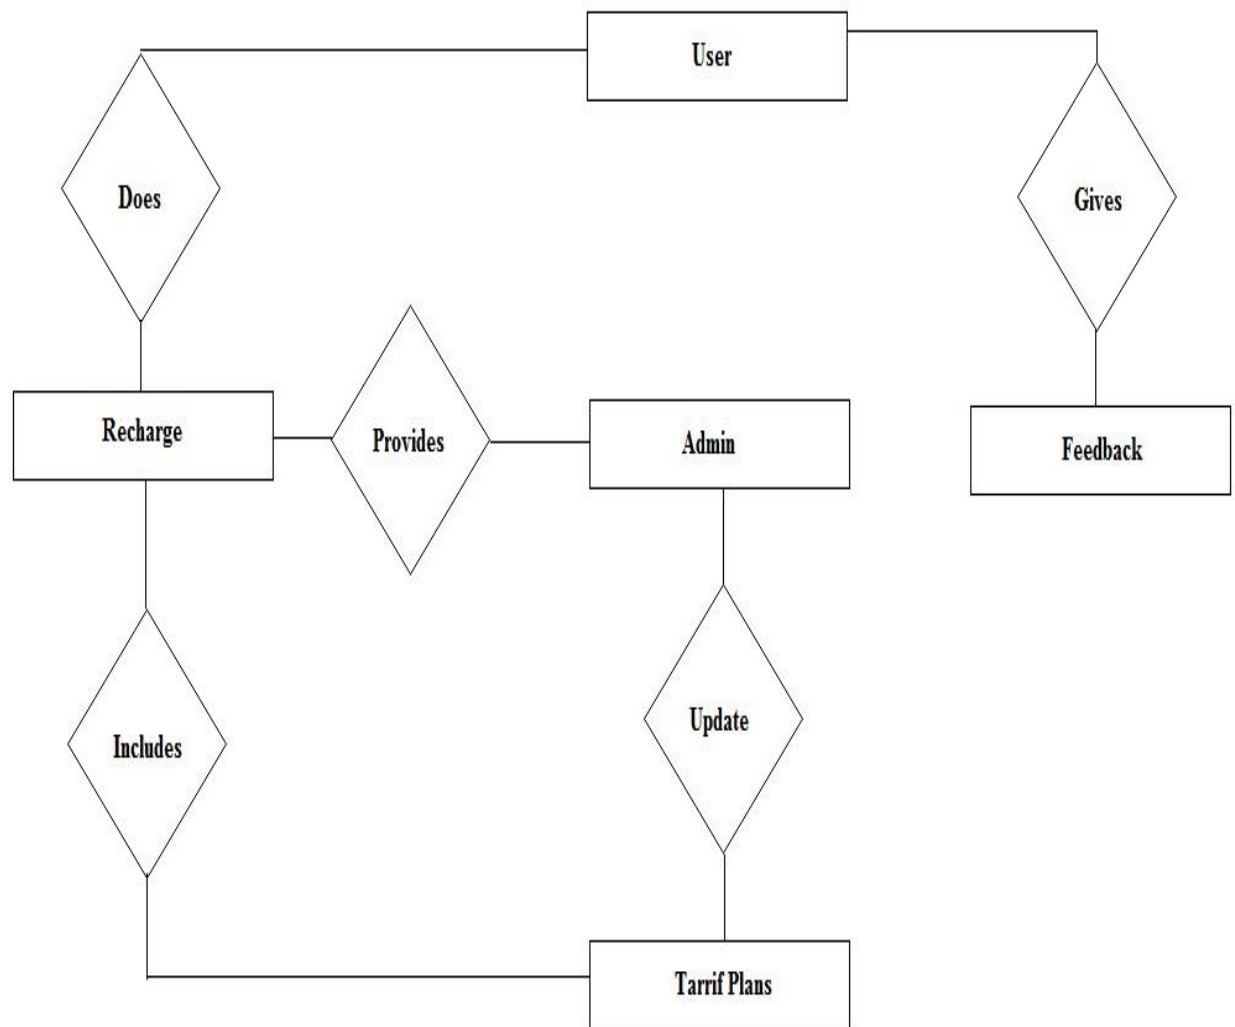 User
Does
Gives
Recharge
Provides
Admin
Feedback
Includes
Update
Tarrif Plans